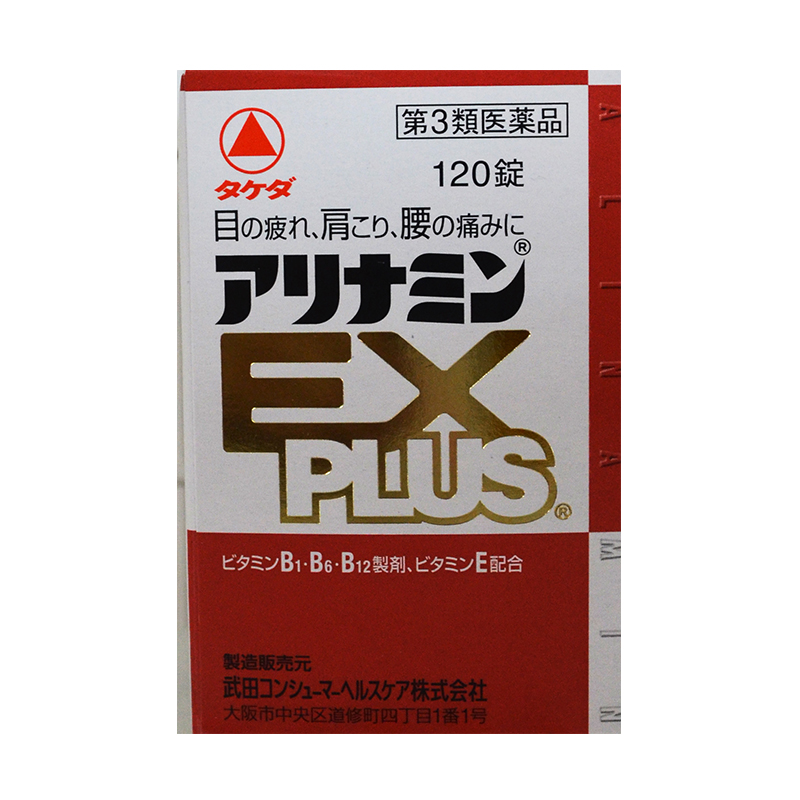 第3類医薬品
タケダ
120錠
目の疲れ、肩こり、腰の痛みに
アリナミン®
EX
PLUS®
ビタミンB1・B6・B12製剤、ビタミンE配合
製造販売元
武田コンシューマーヘルスケア株式会社
大阪市中央区道修町四丁目1番1号
ALINAMIN